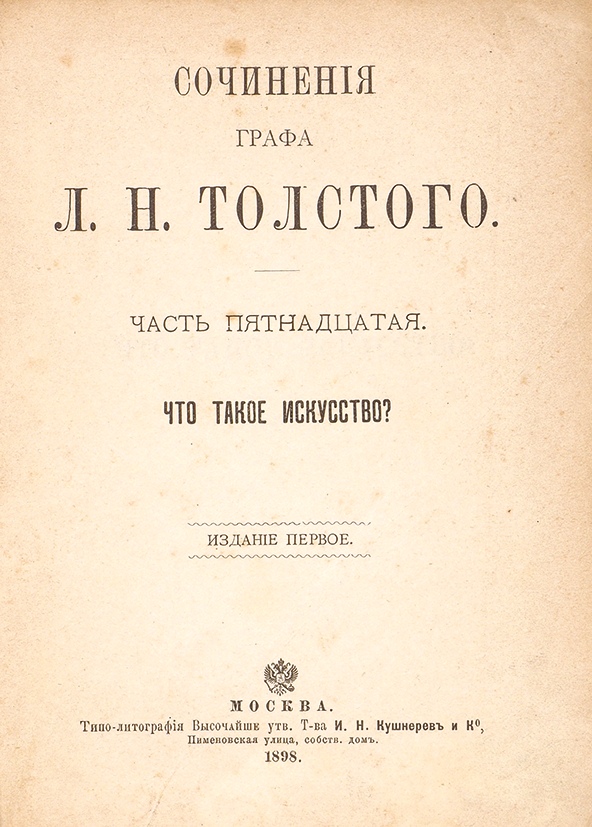 СОЧИНЕНІЯ
ГРАФА
Л. Н. ТОЛСТОГО.
ЧАСТЬ ПЯТНАДЦАТАЯ.
ЧТО ТАКОЕ ИСКУССТВО?
ИЗДАНІЕ ПЕРВОЕ.
МОСКВА.
Типо-литографія Высочайше утв. Т-ва И. Н. Кушнеревъ и Кº,
Пименовская улица, собств. домъ.
1898.